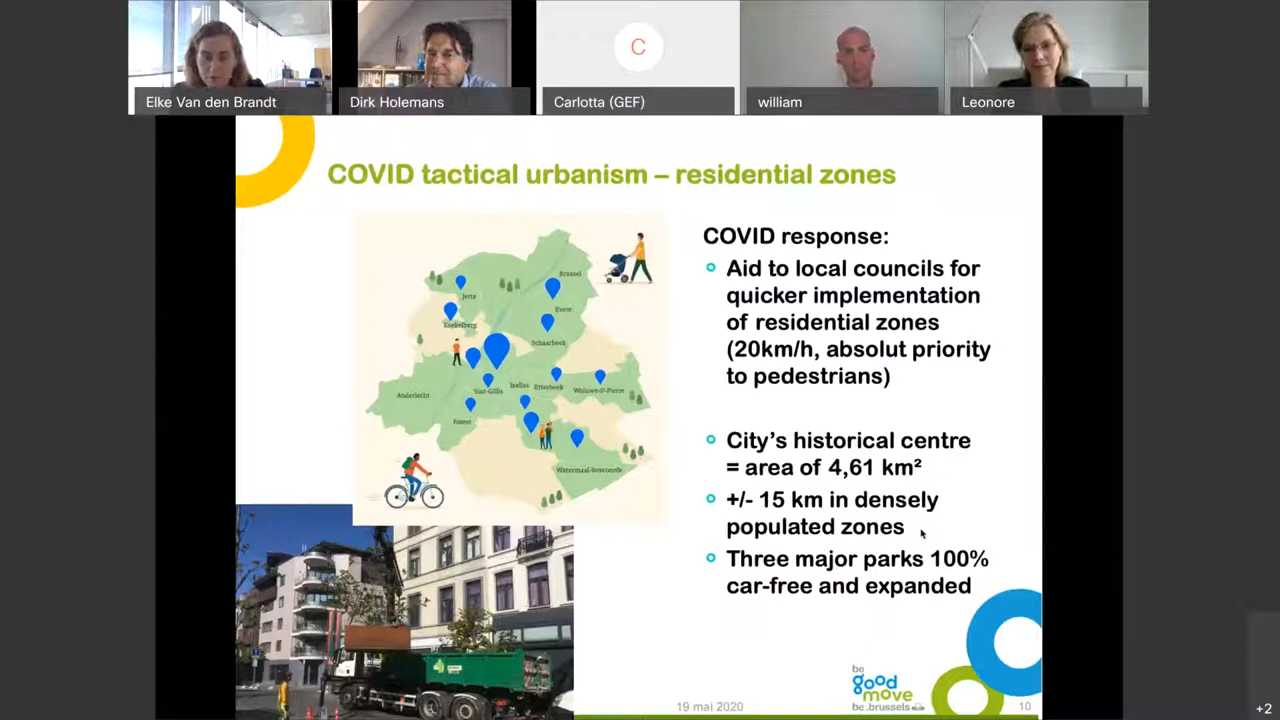 Elke Van den Brandt
Dirk Holemans
C
Carlotta (GEF)
william
Leonore
COVID tactical urbanism – residential zones
COVID response:
Aid to local councils for
quicker implementation
of residential zones
(20km/h, absolut priority
to pedestrians)
City's historical centre
= area of 4,61 km²
+/- 15 km in densely
populated zones
Three major parks 100%
car-free and expanded
Brussel
Jette
Evere
Koekelberg
Schaarbeek
Sint-Gillis
Ixelles
Etterbeek
Woluwe-S-Pierre
Anderlecht
Forest
Watermael-Bosvoorde
be
good
move
be.brussels
19 mai 2020
10
+2